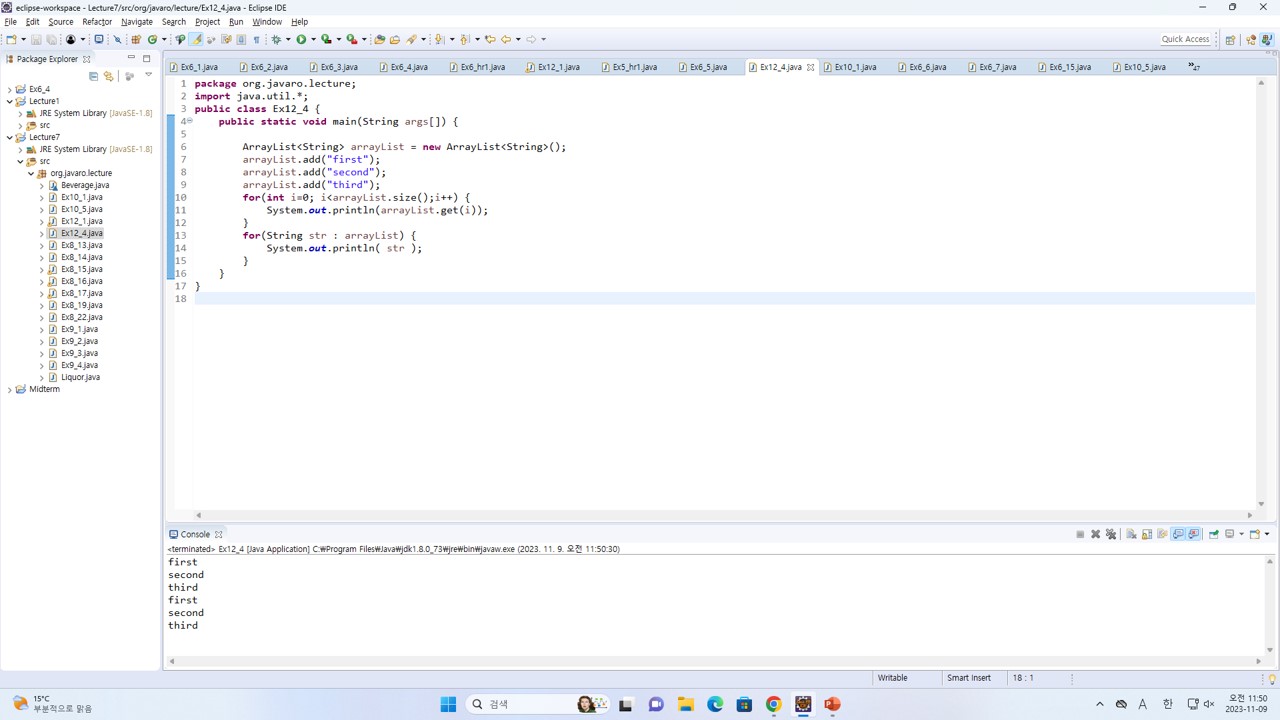 eclipse-workspace - Lecture7/src/org/javaro/lecture/Ex12_4.java - Eclipse IDE
File Edit Source Refactor Navigate Search Project Run Window Help
Quick Access
Package Explorer
Ex6_4
Lecture1
JRE System Library [JavaSE-1.8]
src
Lecture7
JRE System Library [JavaSE-1.8]
src
org.javaro.lecture
Beverage.java
Ex10_1.java
Ex10_5.java
Ex12_1.java
Ex12_4.java
Ex8_13.java
Ex8_14.java
Ex8_15.java
Ex8_16.java
Ex8_17.java
Ex8_19.java
Ex8_22.java
Ex9_1.java
Ex9_2.java
Ex9_3.java
Ex9_4.java
Liquor.java
Midterm
Ex6_1.java Ex6_2.java Ex6_3.java Ex6_4.java Ex6_hr1.java Ex12_1.java Ex5_hr1.java Ex6_5.java Ex12_4.java Ex10_1.java Ex6_6.java Ex6_7.java Ex6_15.java Ex10_5.java »47
1 package org.javaro.lecture;
2 import java.util.*;
3 public class Ex12_4 {
4 public static void main(String args[]) {
5
6 ArrayList<String> arrayList = new ArrayList<String>();
7 arrayList.add("first");
8 arrayList.add("second");
9 arrayList.add("third");
10 for(int i=0; i<arrayList.size();i++) {
11 System.out.println(arrayList.get(i));
12 }
13 for(String str : arrayList) {
14 System.out.println( str );
15 }
16 }
17 }
18
Console
<terminated> Ex12_4 [Java Application] C:₩Program Files₩Java₩jdk1.8.0_73₩jre₩bin₩javaw.exe (2023. 11. 9. 오전 11:50:30)
first
second
third
first
second
third
Writable Smart Insert 18 : 1
15°C
부분적으로 맑음
검색
A 한
오전 11:50
2023-11-09